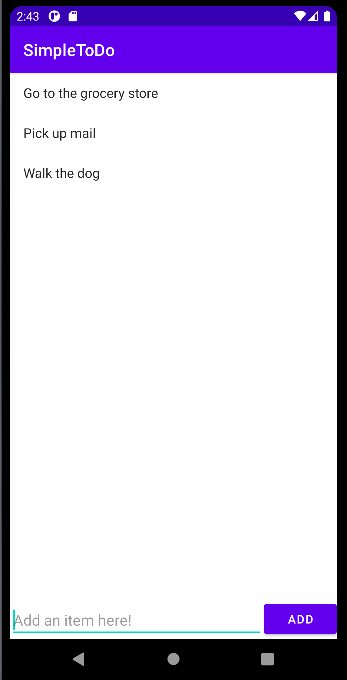 2:43
SimpleToDo
Go to the grocery store
Pick up mail
Walk the dog
Add an item here!
ADD